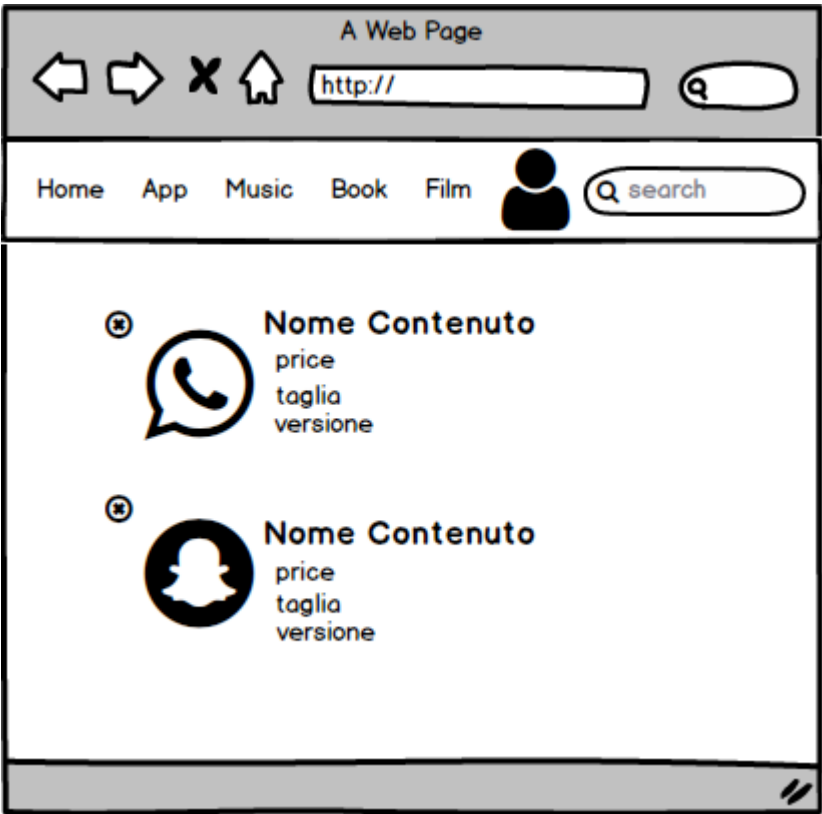 A Web Page
http://
Home App Music Book Film search
Nome Contenuto
price
taglia
versione
Nome Contenuto
price
taglia
versione